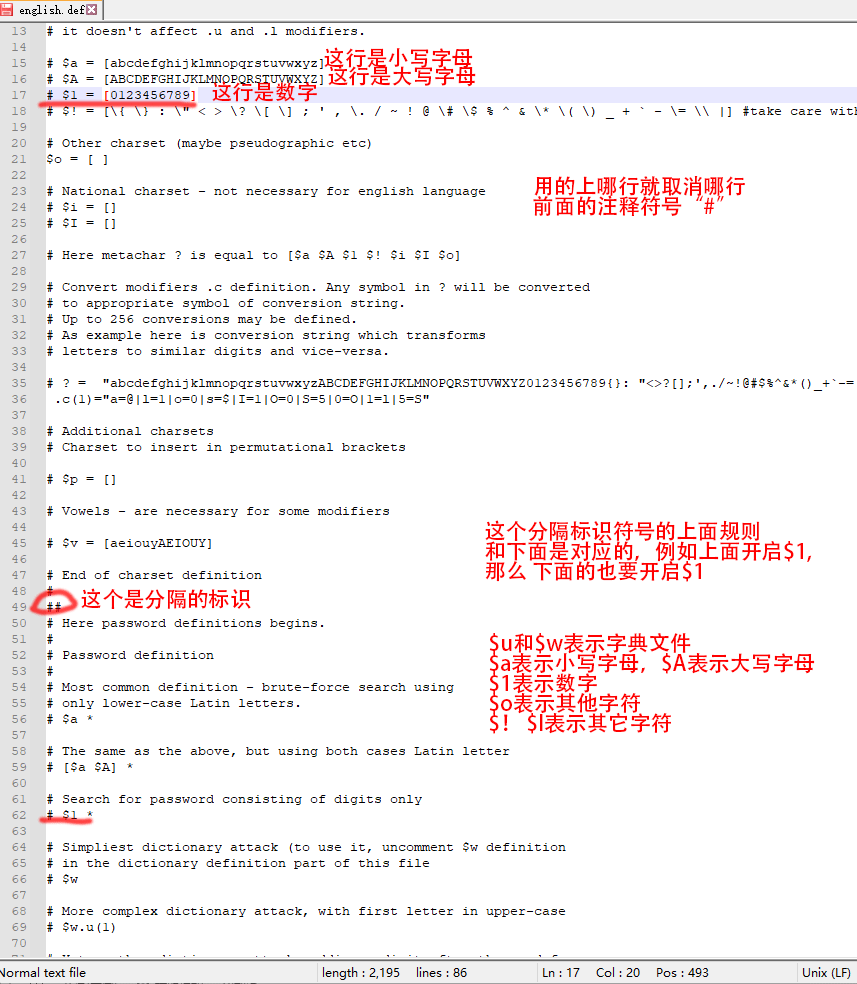 english.def
13 # it doesn't affect .u and .l modifiers.
14
15 # $a = [abcdefghijklmnopqrstuvwxyz] 这行是小写字母
16 # $A = [ABCDEFGHIJKLMNOPQRSTUVWXYZ] 这行是大写字母
17 # $1 = [0123456789] 这行是数字
18 # $! = [\{ \} : \" < > \? \[ \] ; ' , \. / ~ ! @ \# \$ % ^ & \* \( \) _ + ` - \= \\ |] #take care with
19
20 # Other charset (maybe pseudographic etc)
21 $o = [ ]
22
23 # National charset - not necessary for english language
用的上哪行就取消哪行
24 # $i = []
前面的注释符号 "#"
25 # $I = []
26
27 # Here metachar ? is equal to [$a $A $1 $! $i $I $o]
28
29 # Convert modifiers .c definition. Any symbol in ? will be converted
30 # to appropriate symbol of conversion string.
31 # Up to 256 conversions may be defined.
32 # As example here is conversion string which transforms
33 # letters to similar digits and vice-versa.
34
35 # ? = "abcdefghijklmnopqrstuvwxyzABCDEFGHIJKLMNOPQRSTUVWXYZ0123456789{}: "<>?[];',./~!@#$%^&*()_+`-=
36 .c(1)="a=@|l=1|o=0|s=$|I=1|O=0|S=5|0=O|1=l|5=S"
37
38 # Additional charsets
39 # Charset to insert in permutational brackets
40
41 # $p = []
42
43 # Vowels - are necessary for some modifiers
44
这个分隔标识符号的上面规则
45 # $v = [aeiouyAEIOUY]
和下面是对应的，例如上面开启$1,
46
那么 下面的也要开启$1
47 # End of charset definition
48 #
49 ## 这个是分隔的标识
50 # Here password definitions begins.
51 #
$u和$w表示字典文件
52 # Password definition
$a表示小写字母，$A表示大写字母
53 #
$1表示数字
54 # Most common definition - brute-force search using
55 # only lower-case Latin letters.
$o表示其他字符
56 # $a *
$! $I表示其它字符
57
58 # The same as the above, but using both cases Latin letter
59 # [$a $A] *
60
61 # Search for password consisting of digits only
62 # $1 *
63
64 # Simpliest dictionary attack (to use it, uncomment $w definition
65 # in the dictionary definition part of this file
66 # $w
67
68 # More complex dictionary attack, with first letter in upper-case
69 # $w.u(1)
70
Normal text file length : 2,195 lines : 86 Ln : 17 Col : 20 Pos : 493 Unix (LF)